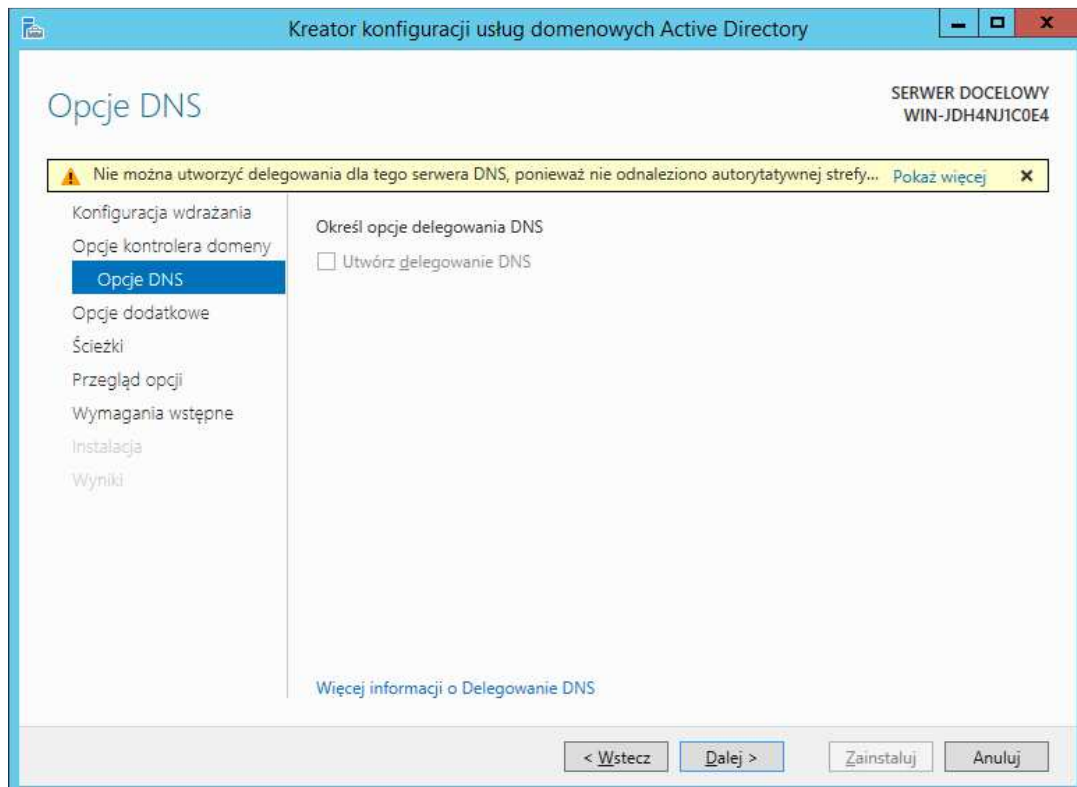 Kreator konfiguracji usług domenowych Active Directory
Opcje DNS
SERWER DOCELOWY
WIN-JDH4NJ1C0E4
Nie można utworzyć delegowania dla tego serwera DNS, ponieważ nie odnaleziono autorytatywnej strefy... Pokaż więcej
Konfiguracja wdrażania
Opcje kontrolera domeny
Opcje DNS
Opcje dodatkowe
Ścieżki
Przegląd opcji
Wymagania wstępne
Instalacja
Wyniki
Określ opcje delegowania DNS
Utwórz delegowanie DNS
Więcej informacji o Delegowanie DNS
< Wstecz
Dalej >
Zainstaluj
Anuluj